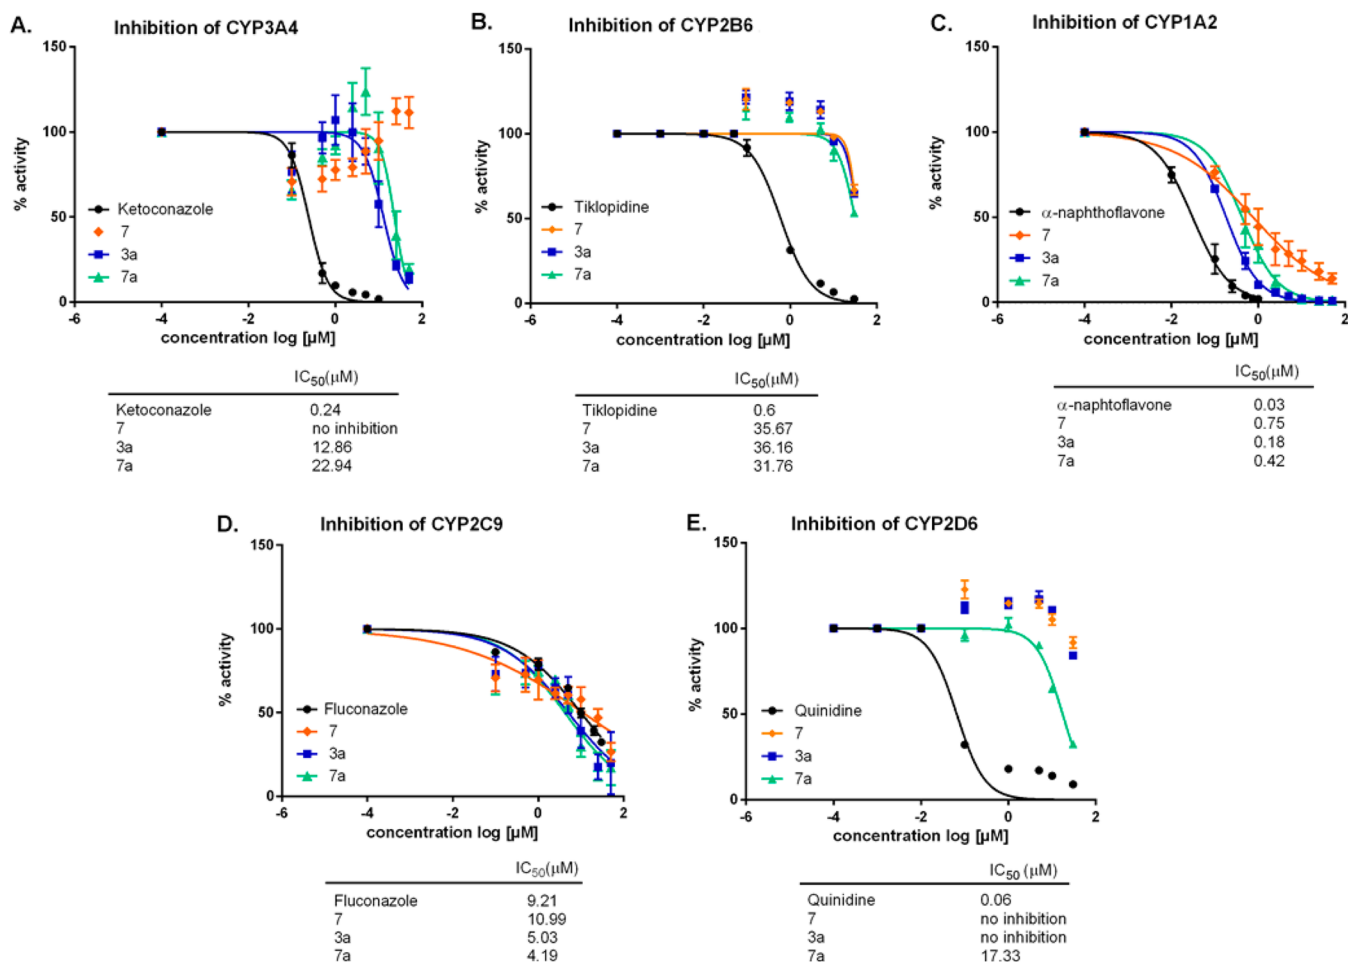 A.
Inhibition of CYP3A4
150
100
50
0
% activity
Ketoconazole
7
3a
7a
-6 -4 -2 0 2
concentration log [µM]
IC50(µM)
Ketoconazole 0.24
7 no inhibition
3a 12.86
7a 22.94
B.
Inhibition of CYP2B6
150
100
50
0
% activity
Tiklopidine
7
3a
7a
-6 -4 -2 0 2
concentration log [µM]
IC50(µM)
Tiklopidine 0.6
7 35.67
3a 36.16
7a 31.76
C.
Inhibition of CYP1A2
150
100
50
0
% activity
α-naphthoflavone
7
3a
7a
-6 -4 -2 0 2
concentration log [µM]
IC50(µM)
α-naphtoflavone 0.03
7 0.75
3a 0.18
7a 0.42
D.
Inhibition of CYP2C9
150
100
50
0
% activity
Fluconazole
7
3a
7a
-6 -4 -2 0 2
concentration log [µM]
IC50(µM)
Fluconazole 9.21
7 10.99
3a 5.03
7a 4.19
E.
Inhibition of CYP2D6
150
100
50
0
% activity
Quinidine
7
3a
7a
-6 -4 -2 0 2
concentration log [µM]
IC50 (µM)
Quinidine 0.06
7 no inhibition
3a no inhibition
7a 17.33